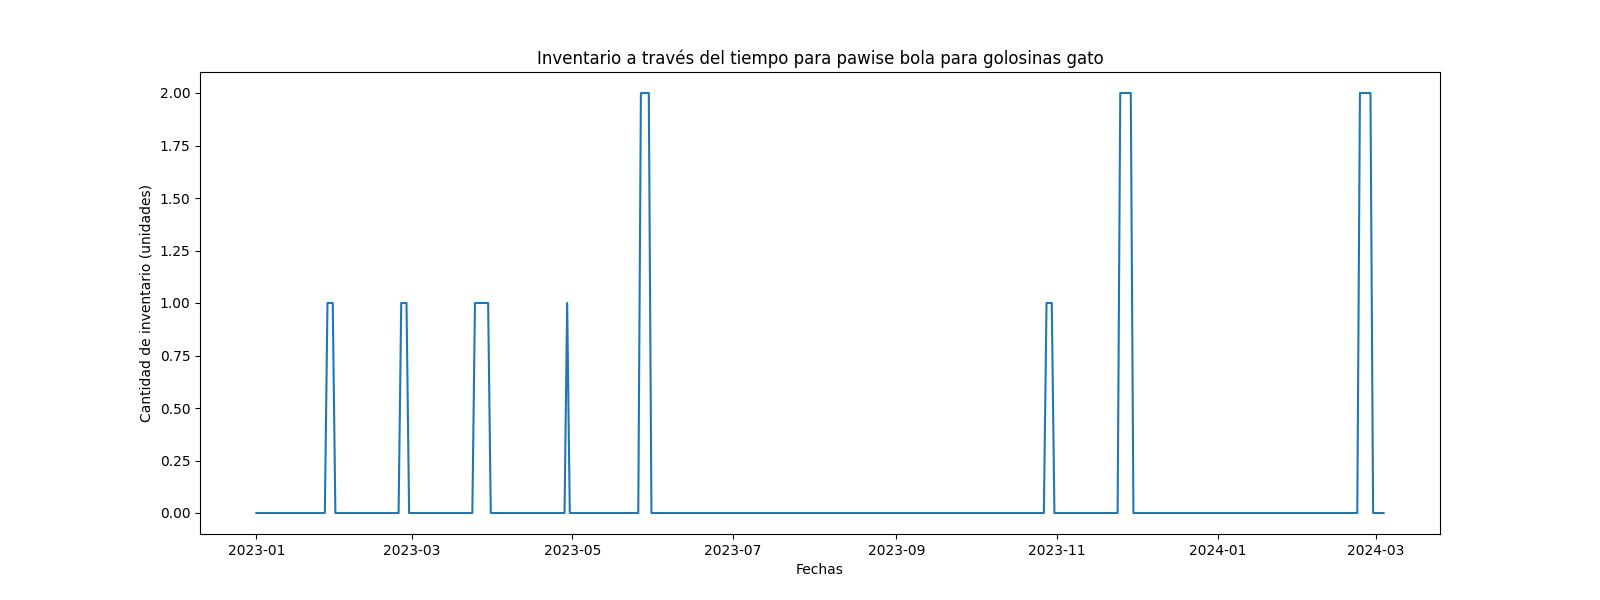 Inventario a través del tiempo para pawise bola para golosinas gato
Cantidad de inventario (unidades)
2.00
1.75
1.50
1.25
1.00
0.75
0.50
0.25
0.00
2023-01 2023-03 2023-05 2023-07 2023-09 2023-11 2024-01 2024-03
Fechas